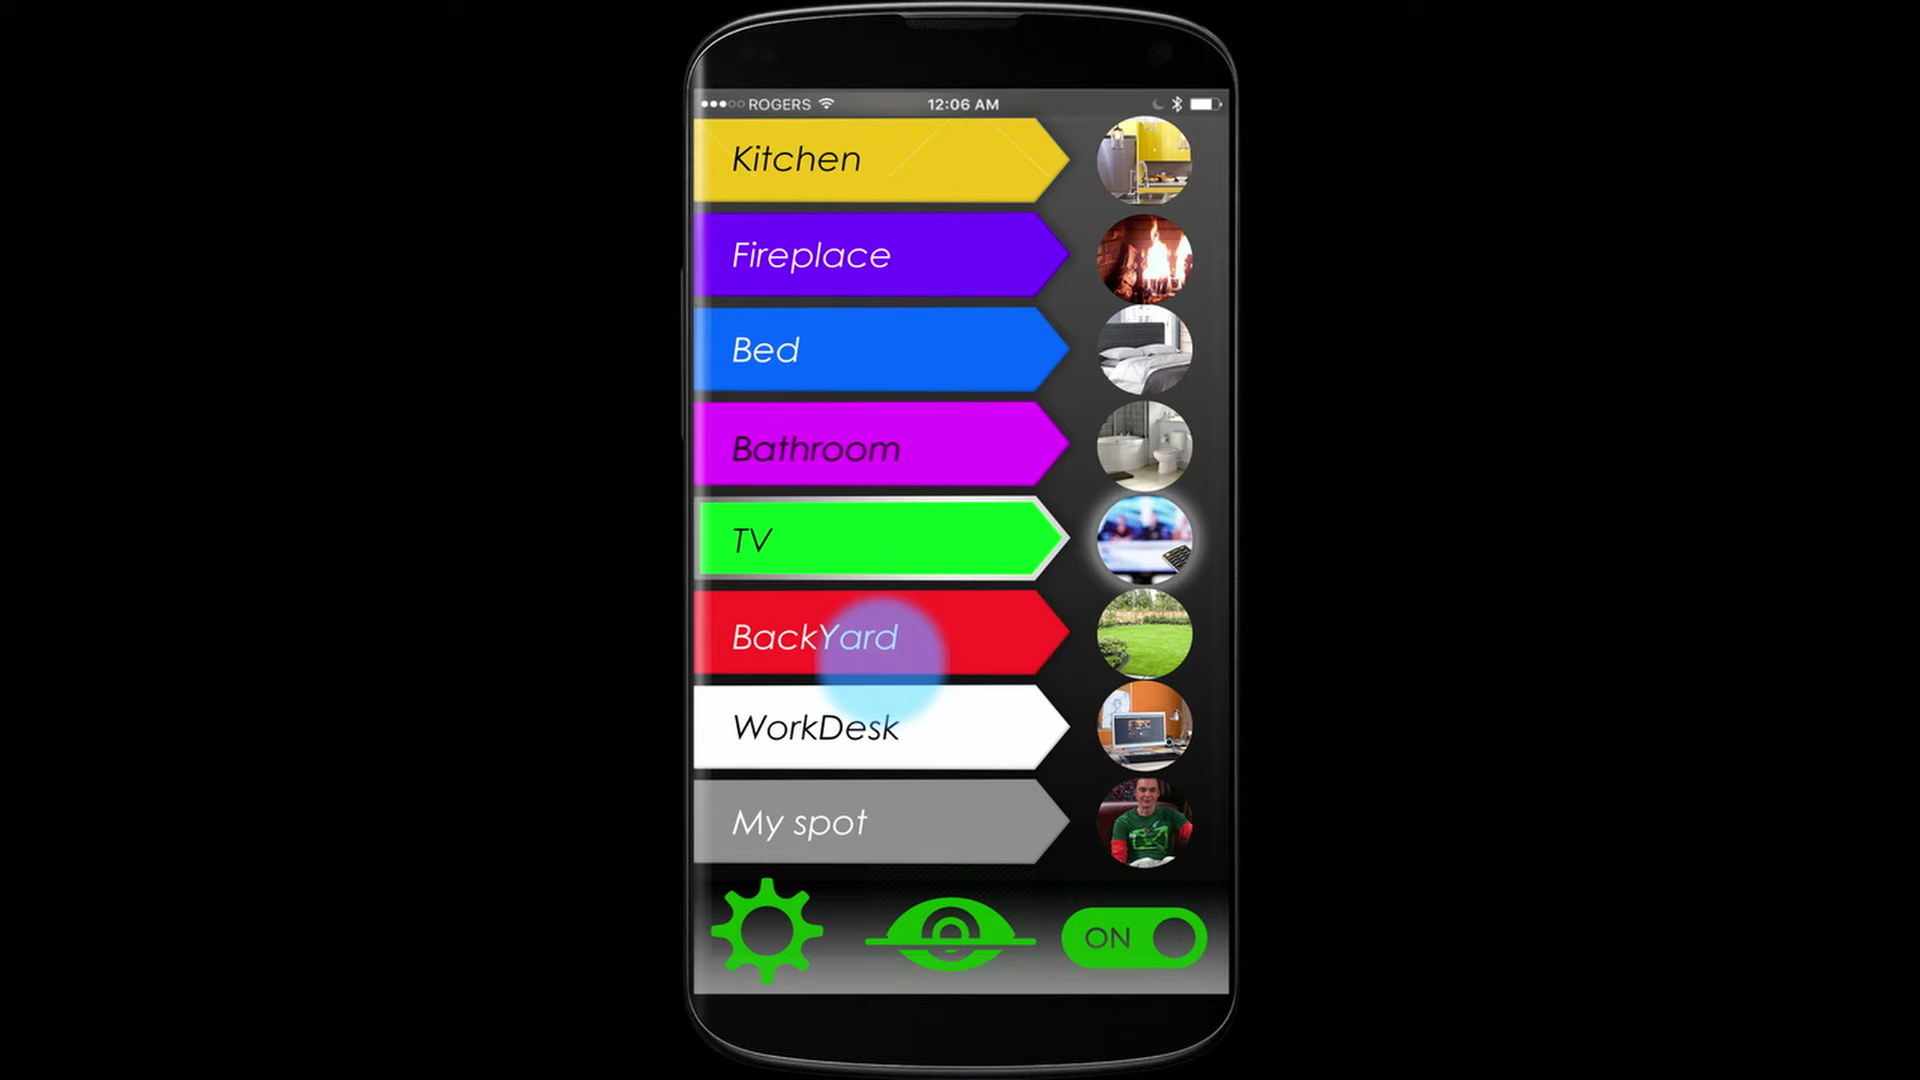 ROGERS 12:06 AM
Kitchen
Fireplace
Bed
Bathroom
TV
BackYard
WorkDesk
My spot
ON